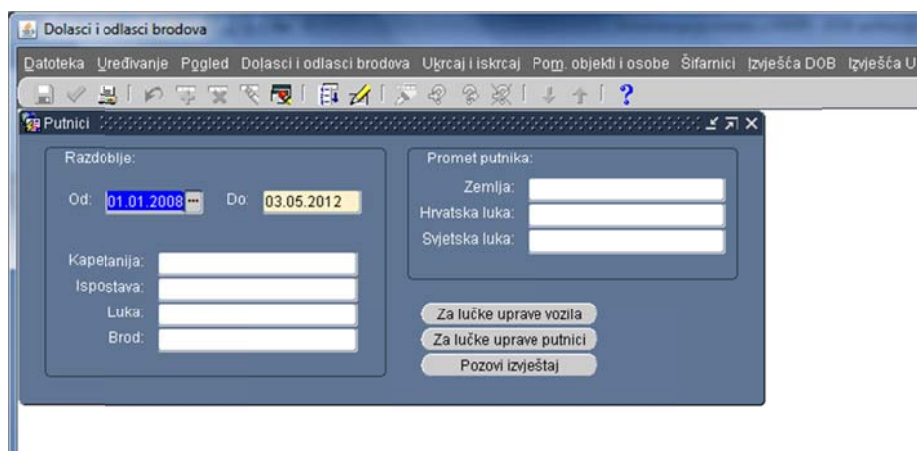 Dolasci i odlasci brodova
Datoteka Uređivanje Pogled Dolasci i odlasci brodova Ukrcaj i iskrcaj Pom. objekti i osobe Šifarnici Izvješća DOB Izvješća U
Putnici
Razdoblje:
Od: 01.01.2008 ... Do: 03.05.2012
Kapetanija:
Ispostava:
Luka:
Brod:
Promet putnika:
Zemlja:
Hrvatska luka:
Svjetska luka:
Za lučke uprave vozila
Za lučke uprave putnici
Pozovi izvještaj